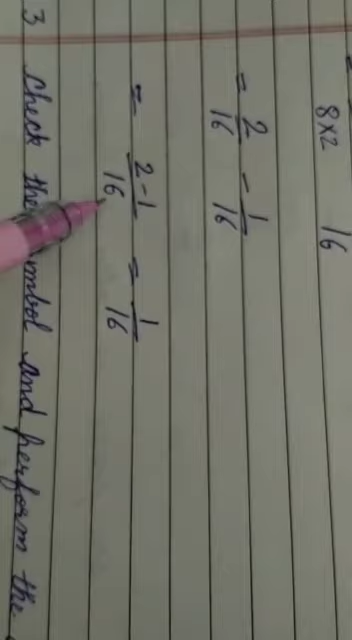 8×2 16
= 2/16 - 1/16
= 2-1/16 = 1/16
3 Check the symbol and perform the